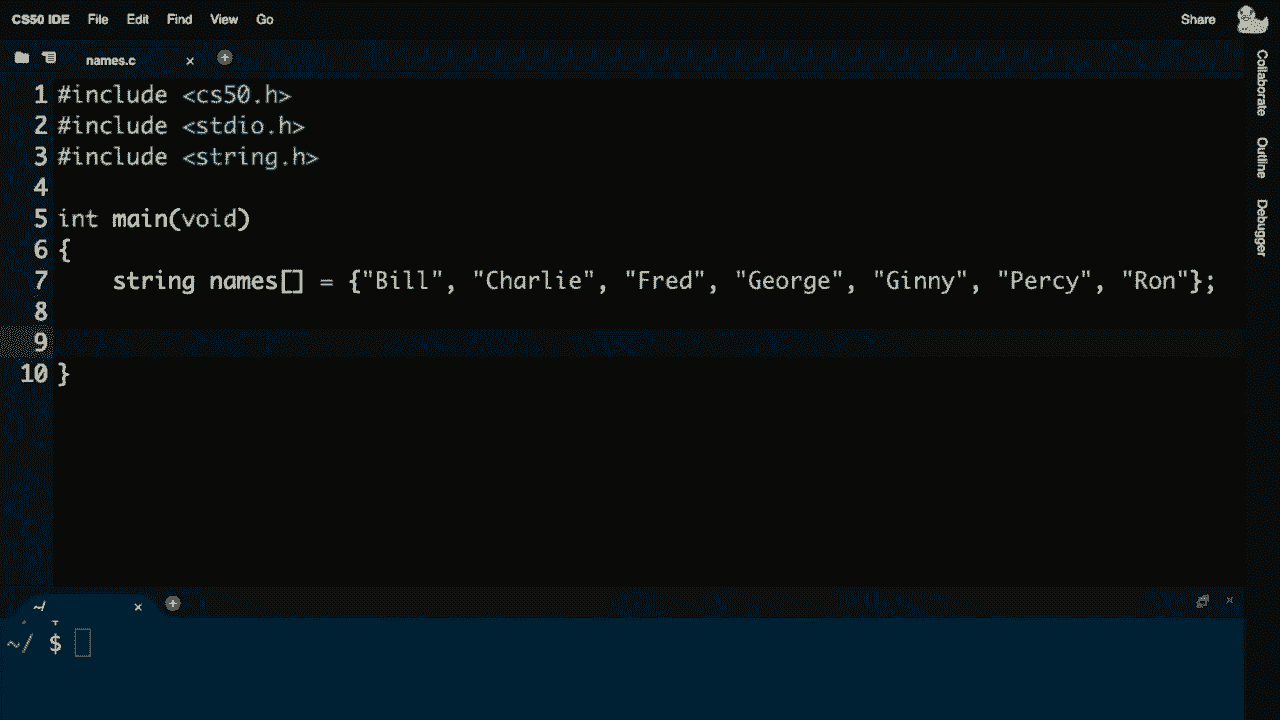 CS50 IDE File Edit Find View Go Share
names.c × +
1 #include <cs50.h>
2 #include <stdio.h>
3 #include <string.h>
4
5 int main(void)
6 {
7     string names[] = {"Bill", "Charlie", "Fred", "George", "Ginny", "Percy", "Ron"};
8
9
10 }
Collaborate
Outline
Debugger
~/ × +
~/ $